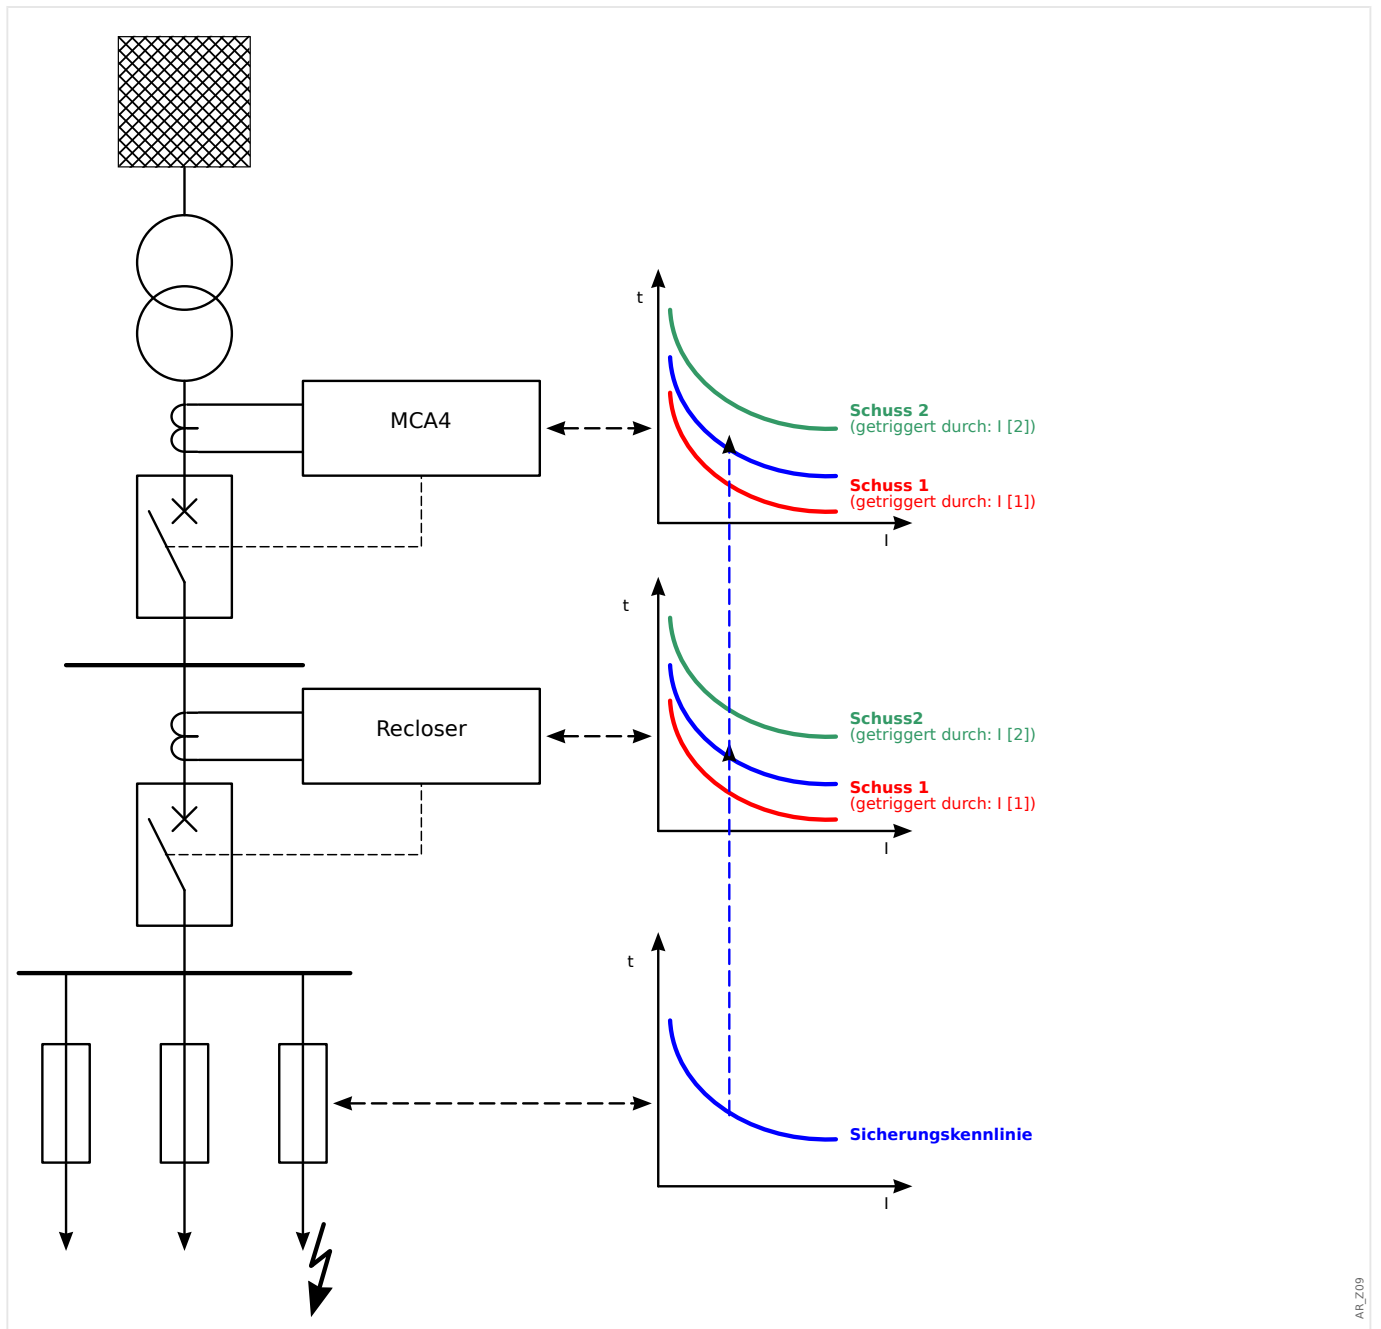 t
MCA4
Schuss 2
(getriggert durch: I [2])
Schuss 1
(getriggert durch: I [1])
I
t
Recloser
Schuss2
(getriggert durch: I [2])
Schuss 1
(getriggert durch: I [1])
I
t
Sicherungskennlinie
I
AR_Z09